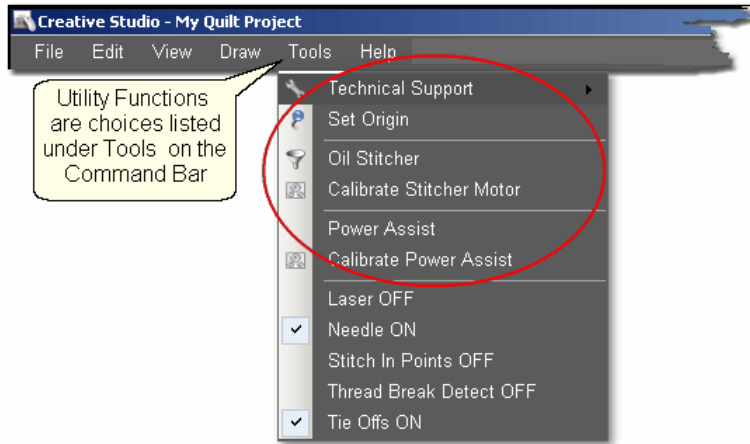 Creative Studio - My Quilt Project
File Edit View Draw Tools Help
Utility Functions
are choices listed
under Tools on the
Command Bar
Technical Support
Set Origin
Oil Stitcher
Calibrate Stitcher Motor
Power Assist
Calibrate Power Assist
Laser OFF
Needle ON
Stitch In Points OFF
Thread Break Detect OFF
Tie Offs ON